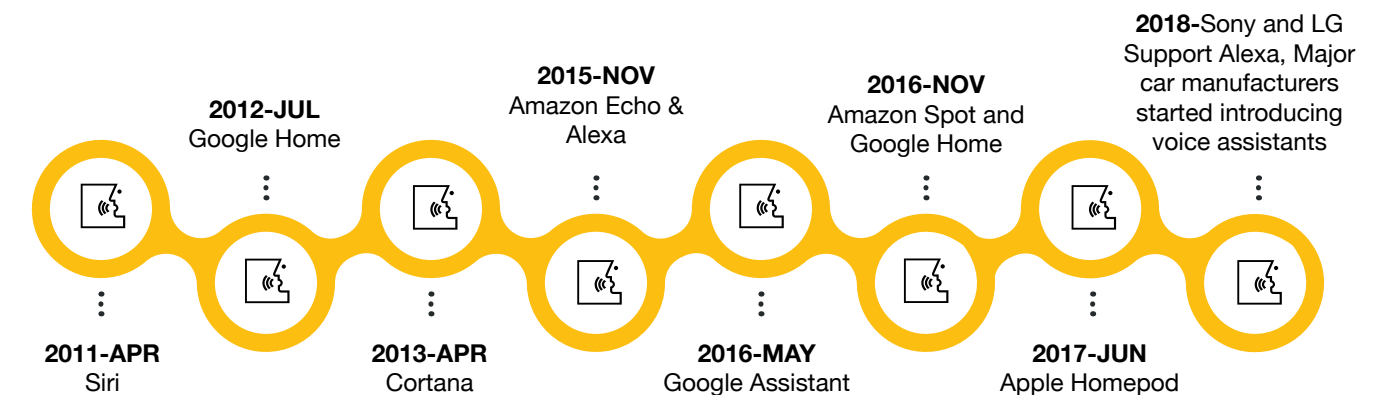 2011-APR
Siri
2012-JUL
Google Home
2013-APR
Cortana
2015-NOV
Amazon Echo &
Alexa
2016-MAY
Google Assistant
2016-NOV
Amazon Spot and
Google Home
2017-JUN
Apple Homepod
2018-Sony and LG
Support Alexa, Major
car manufacturers
started introducing
voice assistants